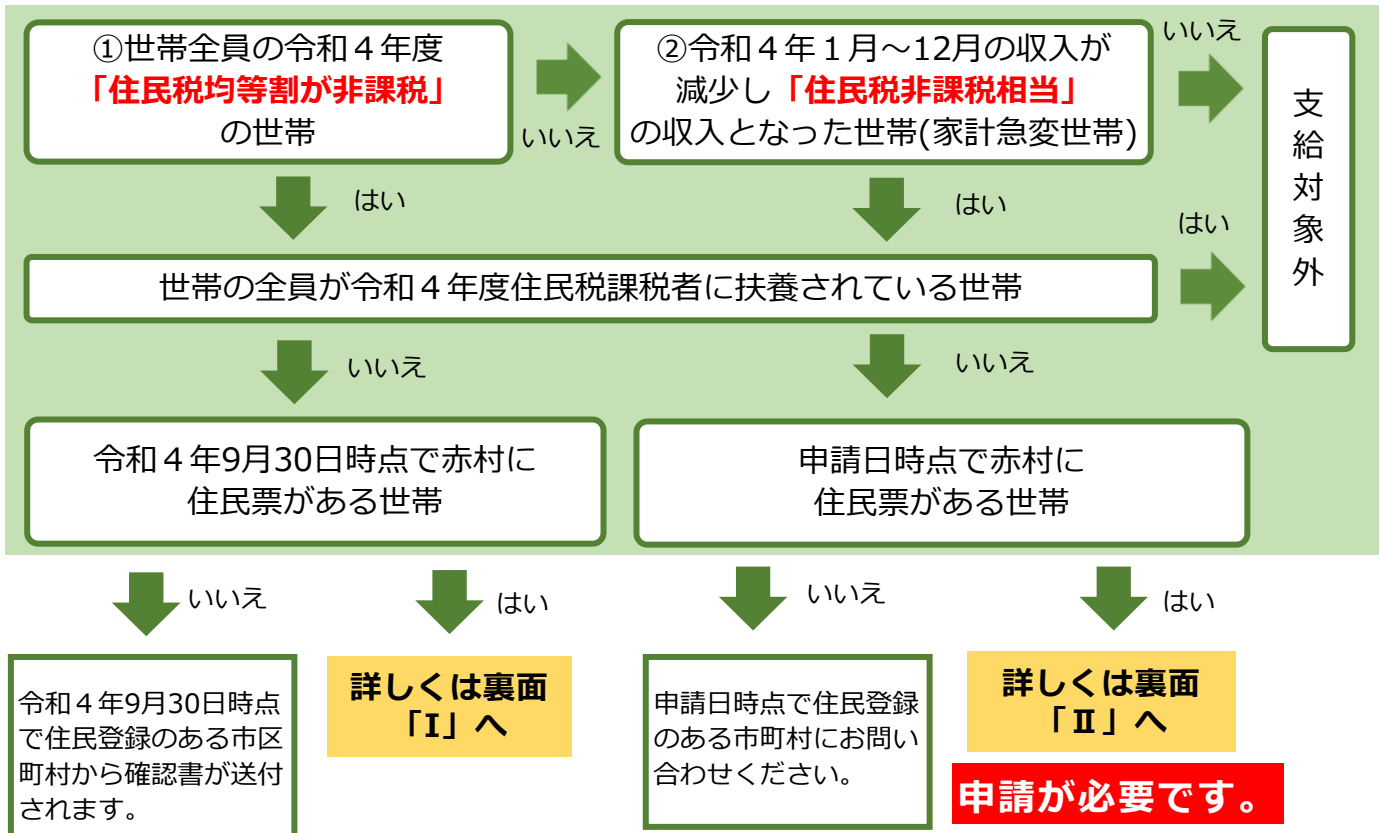 ①世帯全員の令和４年度
「住民税均等割が非課税」
の世帯
いいえ
②令和４年１月～12月の収入が
減少し「住民税非課税相当」
の収入となった世帯(家計急変世帯)
いいえ
支給対象外
はい
はい
はい
世帯の全員が令和４年度住民税課税者に扶養されている世帯
いいえ
いいえ
令和４年9月30日時点で赤村に
住民票がある世帯
申請日時点で赤村に
住民票がある世帯
いいえ
はい
いいえ
はい
令和４年9月30日時点
で住民登録のある市区
町村から確認書が送付
されます。
詳しくは裏面
「Ⅰ」へ
申請日時点で住民登録
のある市町村にお問い
合わせください。
詳しくは裏面
「Ⅱ」へ
申請が必要です。